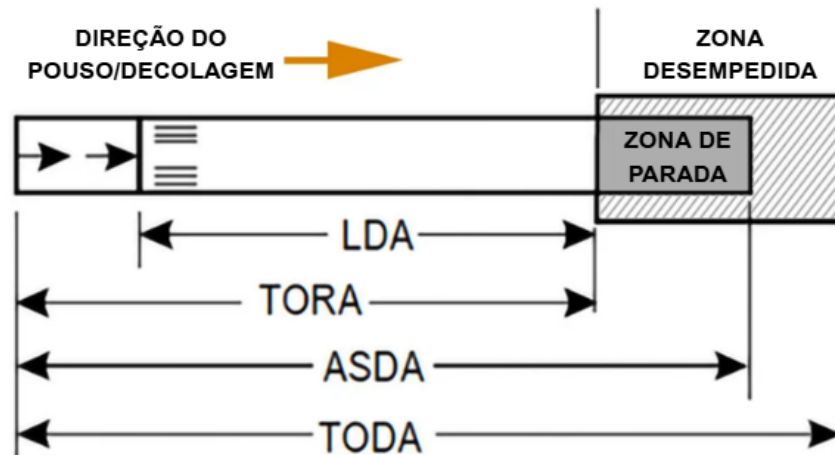 DIREÇÃO DO
POUSO/DECOLAGEM
ZONA
DESEMPEDIDA
ZONA DE
PARADA
LDA
TORA
ASDA
TODA